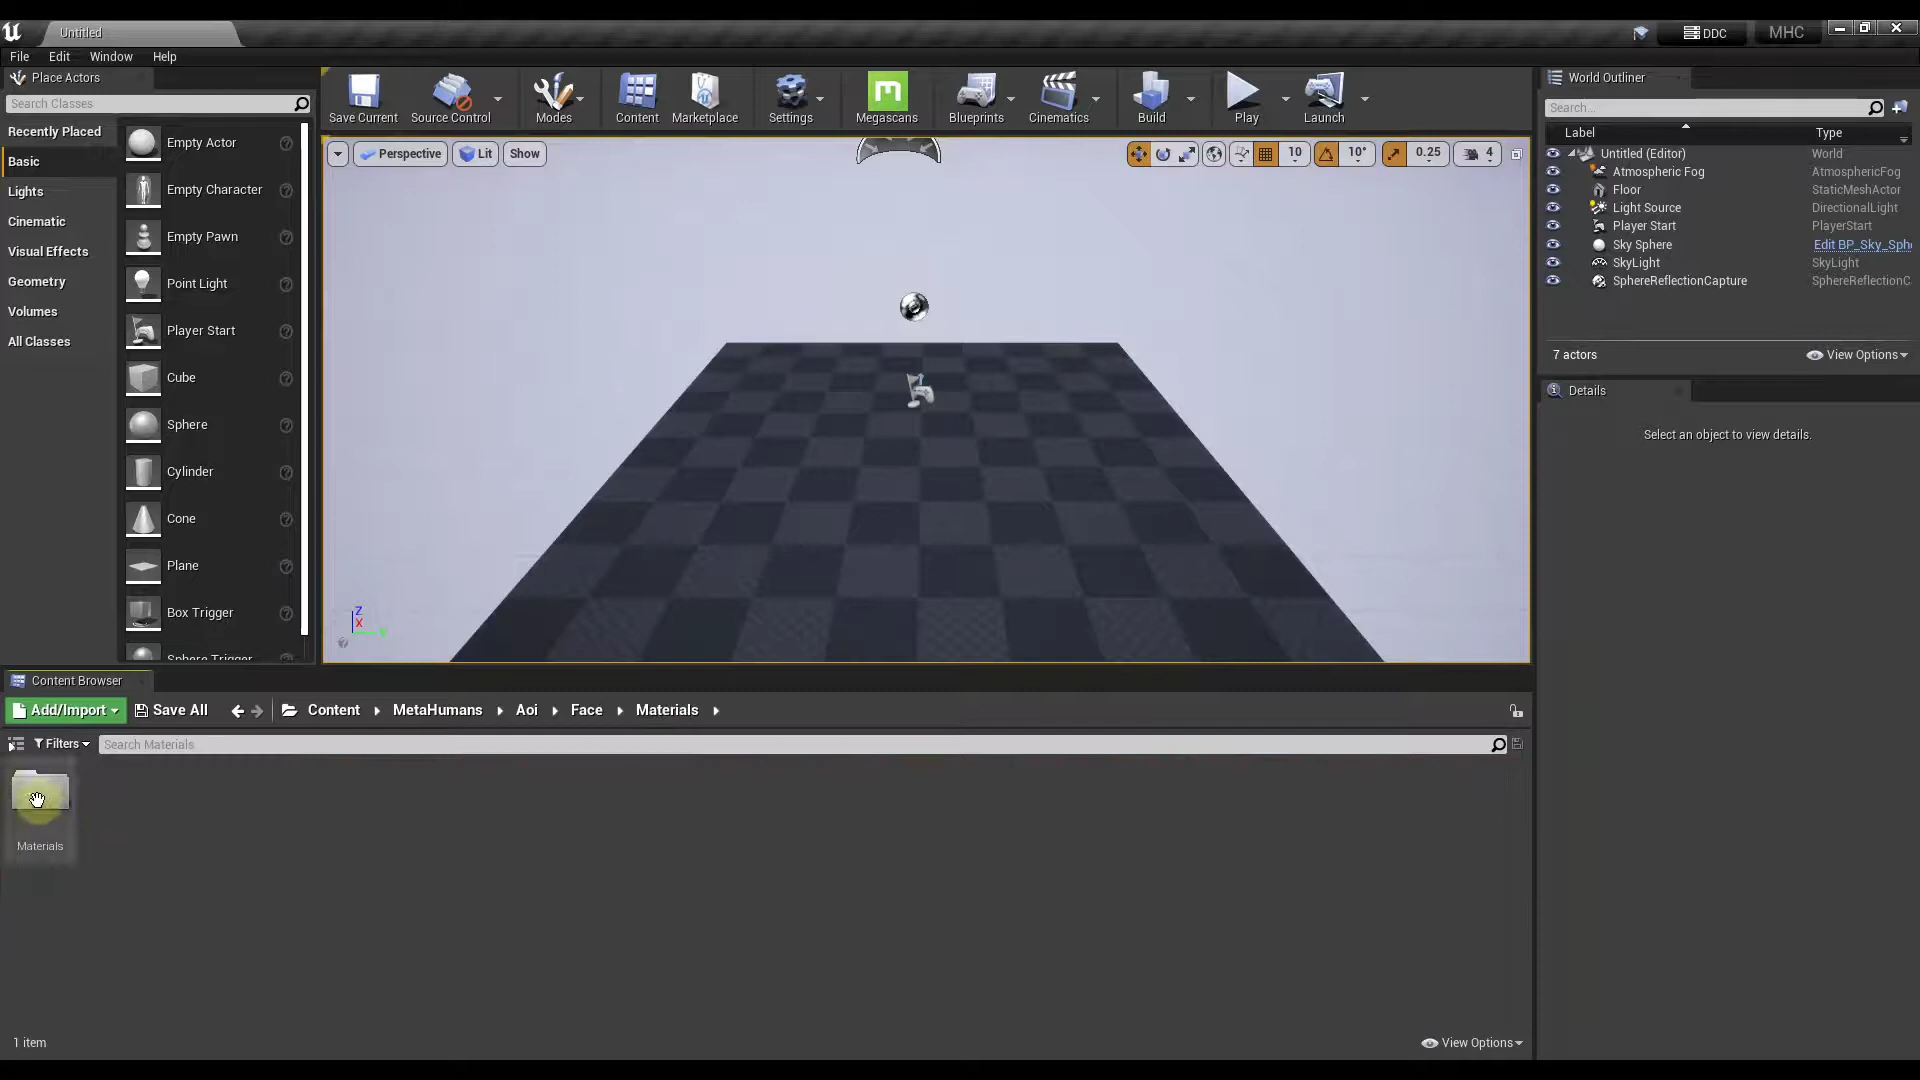 Untitled
DDC
MHC
File Edit Window Help
Place Actors
Search Classes
Recently Placed
Basic
Lights
Cinematic
Visual Effects
Geometry
Volumes
All Classes
Empty Actor
Empty Character
Empty Pawn
Point Light
Player Start
Cube
Sphere
Cylinder
Cone
Plane
Box Trigger
Sphere Trigger
Save Current
Source Control
Modes
Content
Marketplace
Settings
Megascans
Blueprints
Cinematics
Build
Play
Launch
Perspective
Lit
Show
10
10°
0.25
4
Z
X
World Outliner
Search...
Label Type
Untitled (Editor) World
Atmospheric Fog AtmosphericFog
Floor StaticMeshActor
Light Source DirectionalLight
Player Start PlayerStart
Sky Sphere Edit BP_Sky_Sph
SkyLight SkyLight
SphereReflectionCapture SphereReflectionC
7 actors
View Options
Details
Select an object to view details.
Content Browser
Add/Import
Save All
Content MetaHumans Aoi Face Materials
Filters
Search Materials
Materials
1 item
View Options